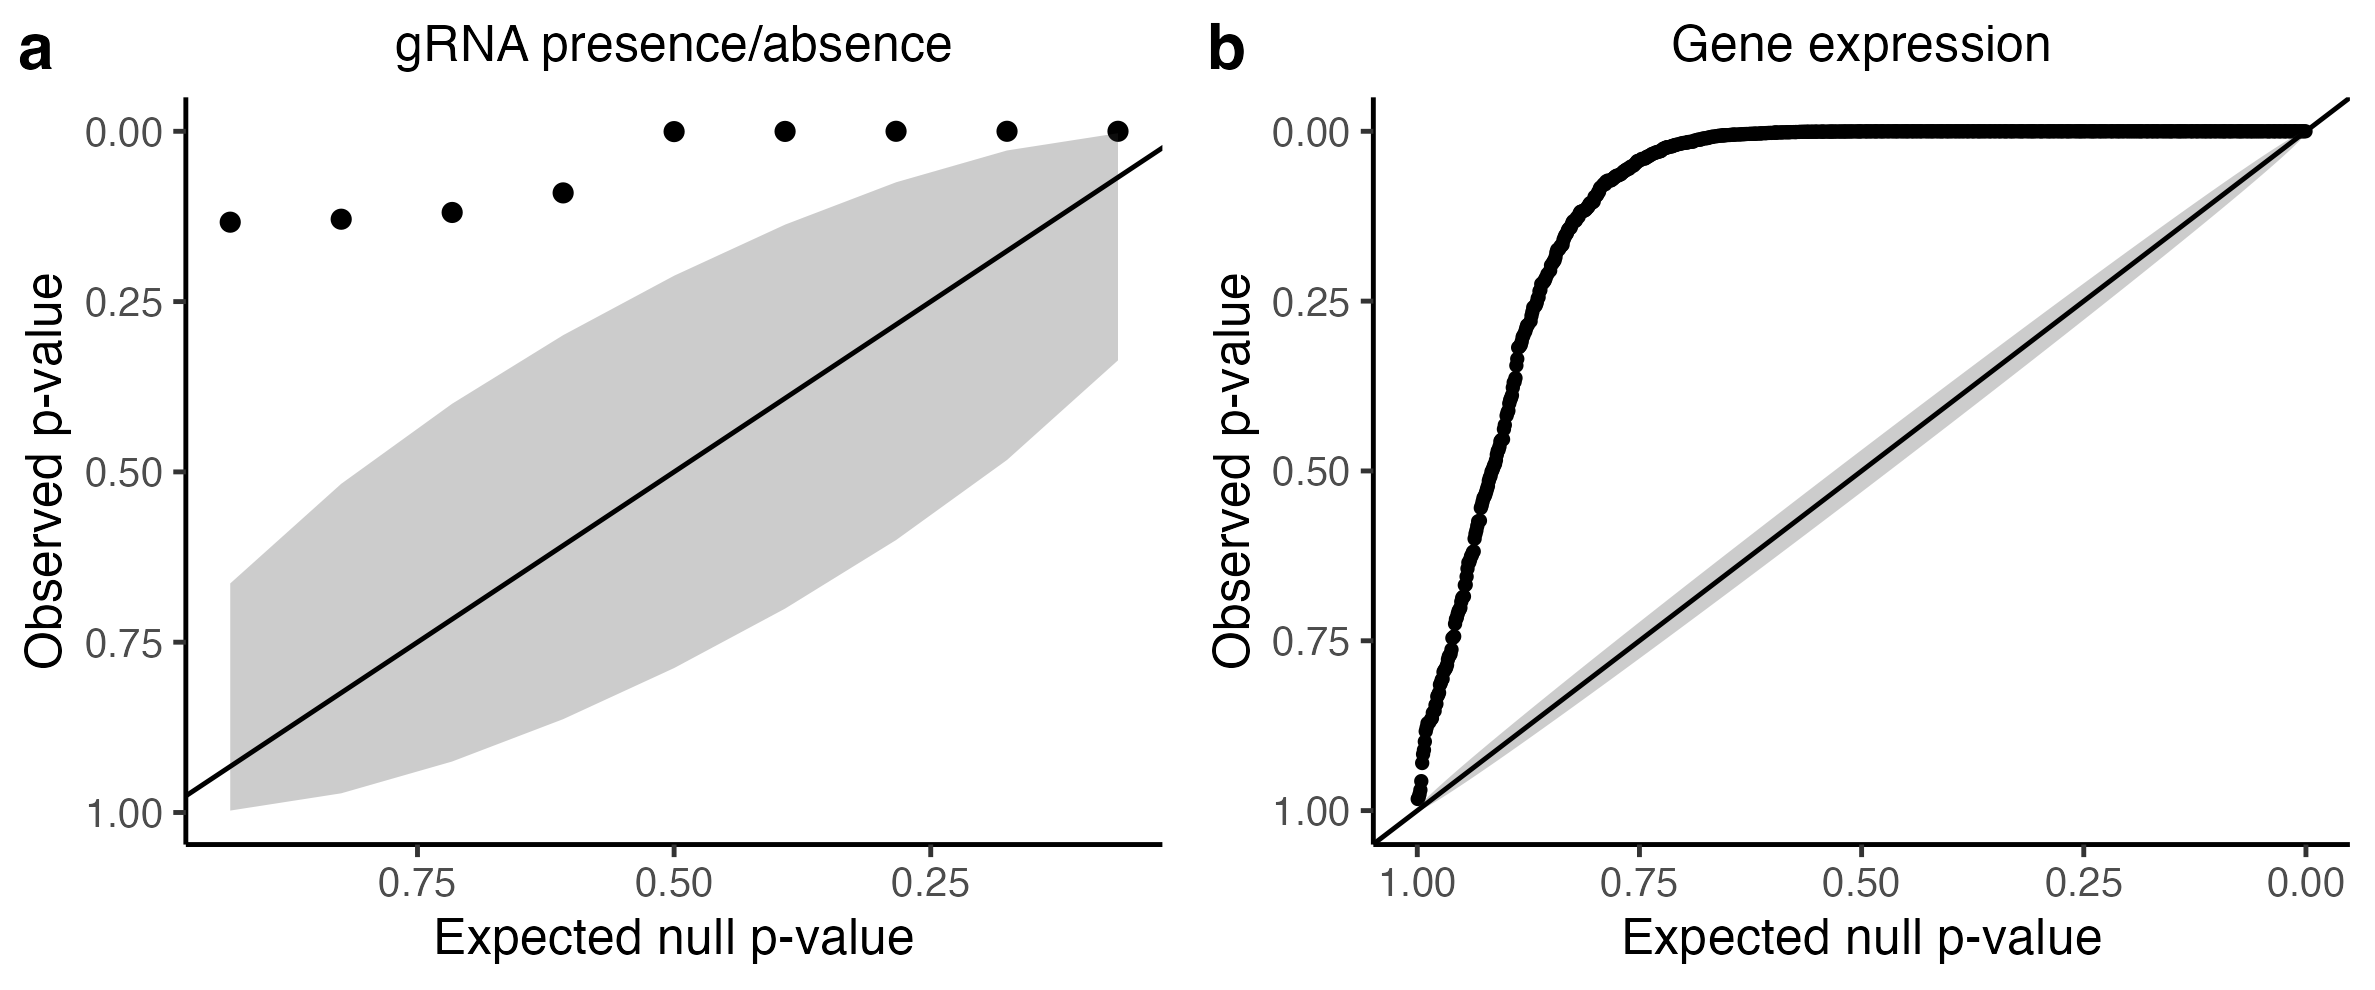 a
gRNA presence/absence
Observed p-value
0.00
0.25
0.50
0.75
1.00
0.75 0.50 0.25
Expected null p-value
b
Gene expression
Observed p-value
0.00
0.25
0.50
0.75
1.00
1.00 0.75 0.50 0.25 0.00
Expected null p-value